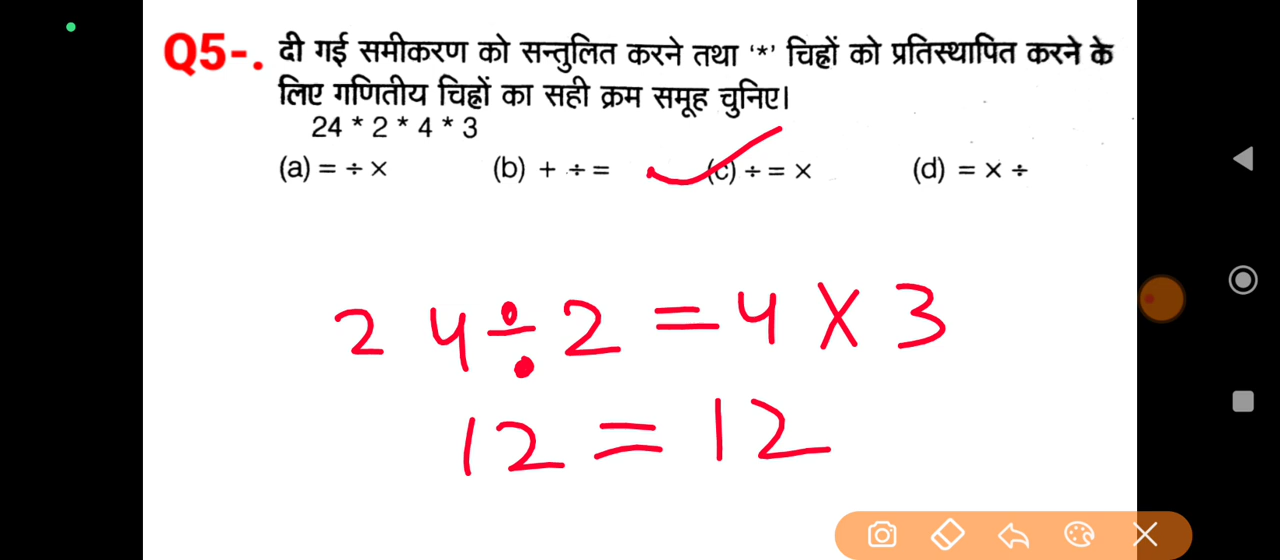 Q5-. दी गई समीकरण को सन्तुलित करने तथा '*' चिह्नों को प्रतिस्थापित करने के
लिए गणितीय चिह्नों का सही क्रम समूह चुनिए।
24 * 2 * 4 * 3
(a) = ÷ × (b) + ÷ = (c) ÷ = × (d) = × ÷
24 ÷ 2 = 4 × 3
12 = 12